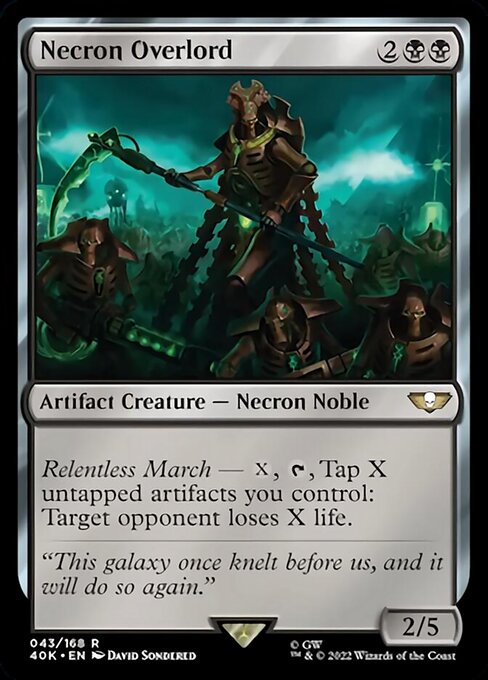 Necron Overlord 2
Artifact Creature — Necron Noble
Relentless March — X, , Tap X
untapped artifacts you control:
Target opponent loses X life.
“This galaxy once knelt before us, and it
will do so again.”
2/5
043/168 R
40K • EN DAVID SONDERED
© GW
™ & © 2022 Wizards of the Coast